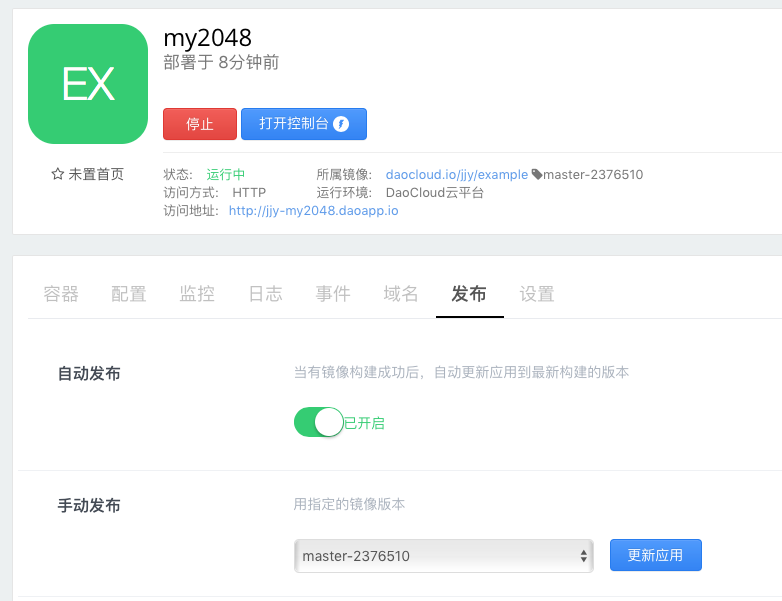 EX
my2048
部署于 8分钟前
停止
打开控制台
未置首页
状态: 运行中 所属镜像: daocloud.io/jjy/example master-2376510
访问方式: HTTP 运行环境: DaoCloud云平台
访问地址: http://jjy-my2048.daoapp.io
容器 配置 监控 日志 事件 域名 发布 设置
自动发布 当有镜像构建成功后，自动更新应用到最新构建的版本
已开启
手动发布 用指定的镜像版本
master-2376510 更新应用